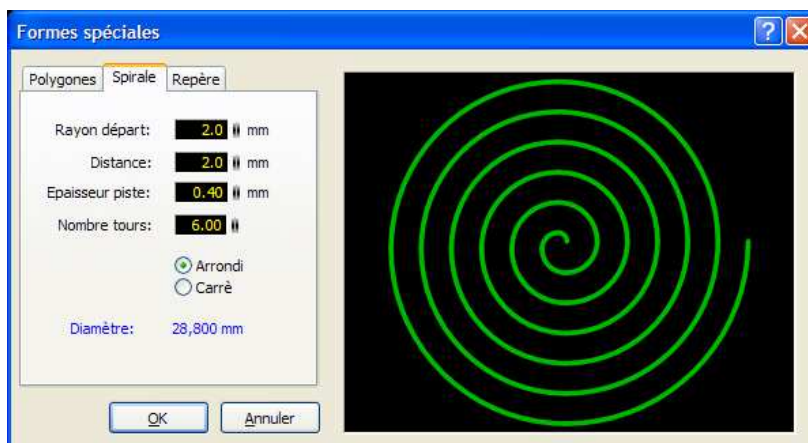 Formes spéciales
Polygones Spirale Repère
Rayon départ: 2.0 mm
Distance: 2.0 mm
Epaisseur piste: 0.40 mm
Nombre tours: 6.00
Arrondi
Carrè
Diamètre: 28,800 mm
OK Annuler